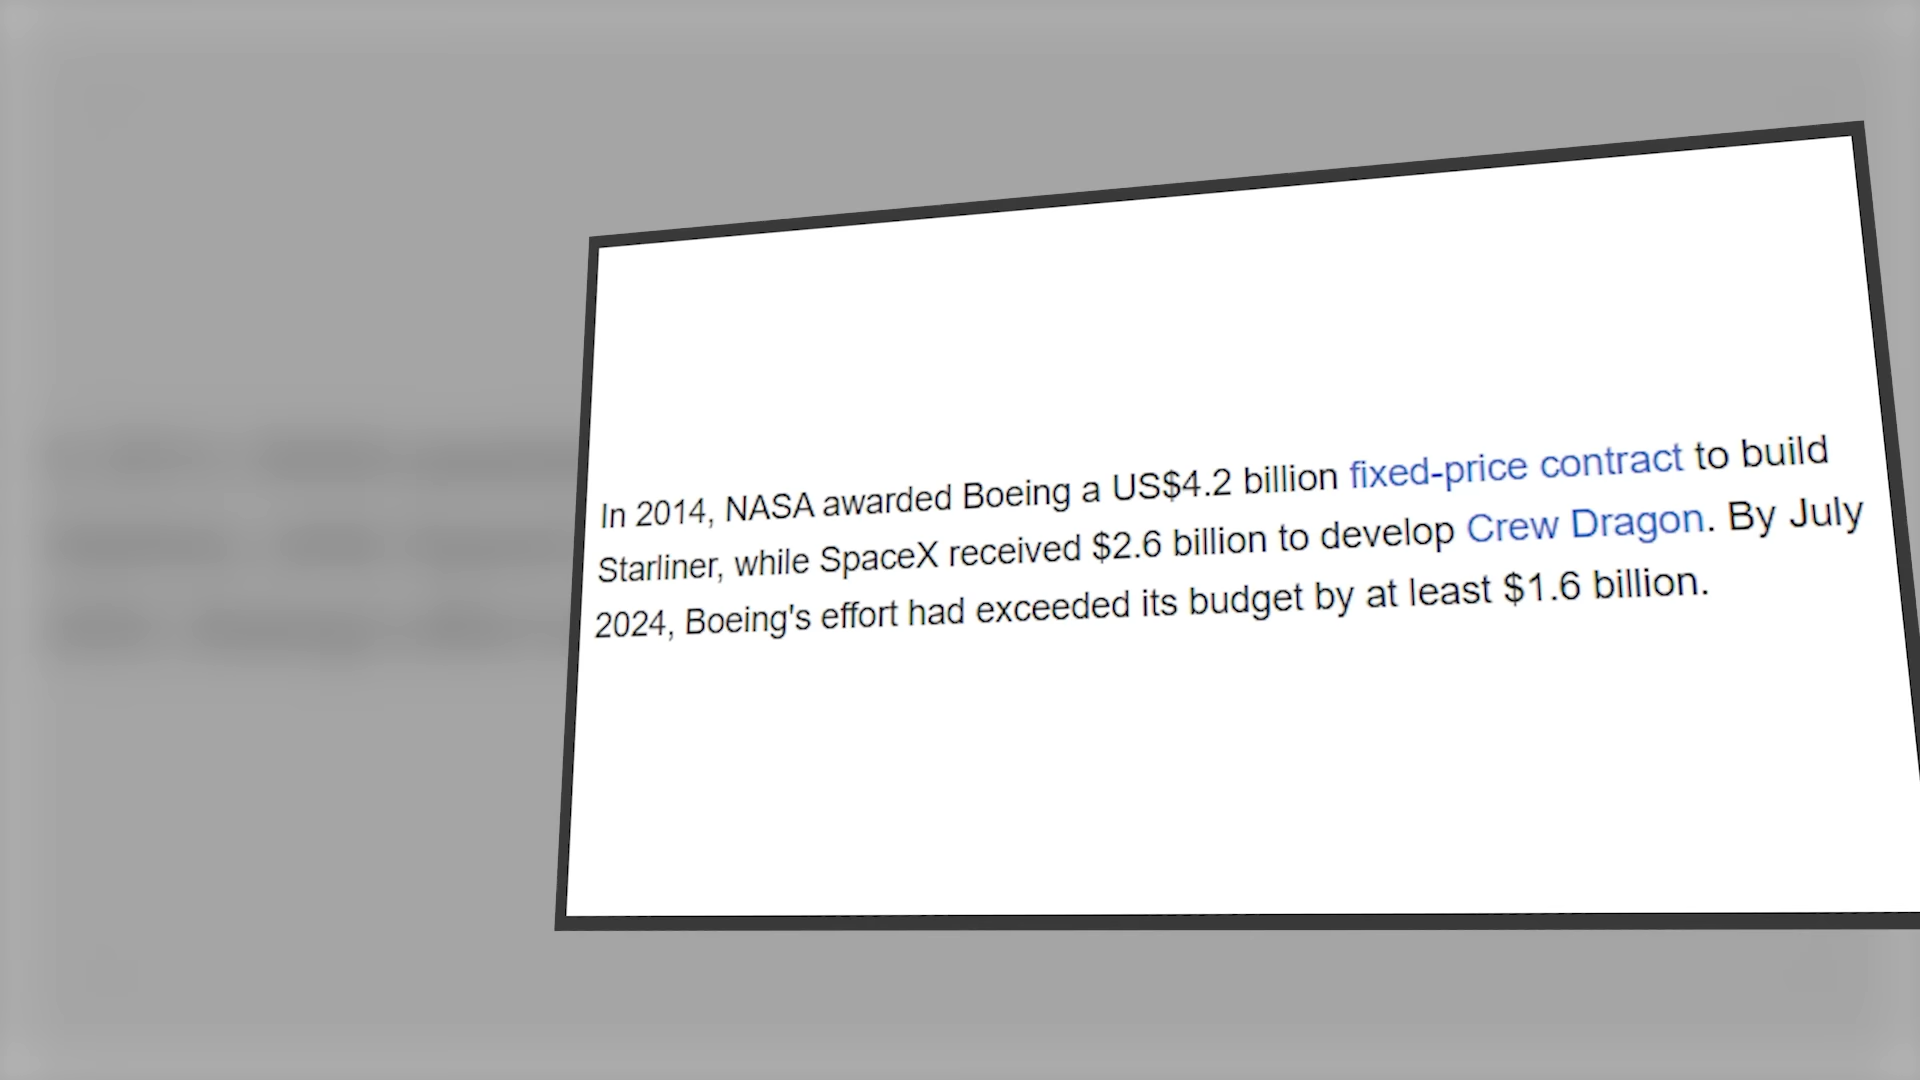 In 2014, NASA awarded Boeing a US$4.2 billion fixed-price contract to build
Starliner, while SpaceX received $2.6 billion to develop Crew Dragon. By July
2024, Boeing's effort had exceeded its budget by at least $1.6 billion.